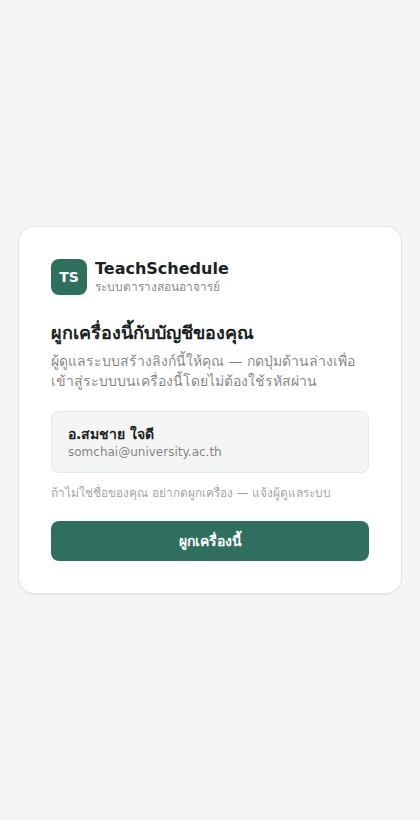 TS
TeachSchedule
ระบบตารางสอนอาจารย์
ผูกเครื่องนี้กับบัญชีของคุณ
ผู้ดูแลระบบสร้างลิงก์นี้ให้คุณ — กดปุ่มด้านล่างเพื่อ
เข้าสู่ระบบบนเครื่องนี้โดยไม่ต้องใช้รหัสผ่าน
อ.สมชาย ใจดี
somchai@university.ac.th
ถ้าไม่ใช่ชื่อของคุณ อย่ากดผูกเครื่อง — แจ้งผู้ดูแลระบบ
ผูกเครื่องนี้